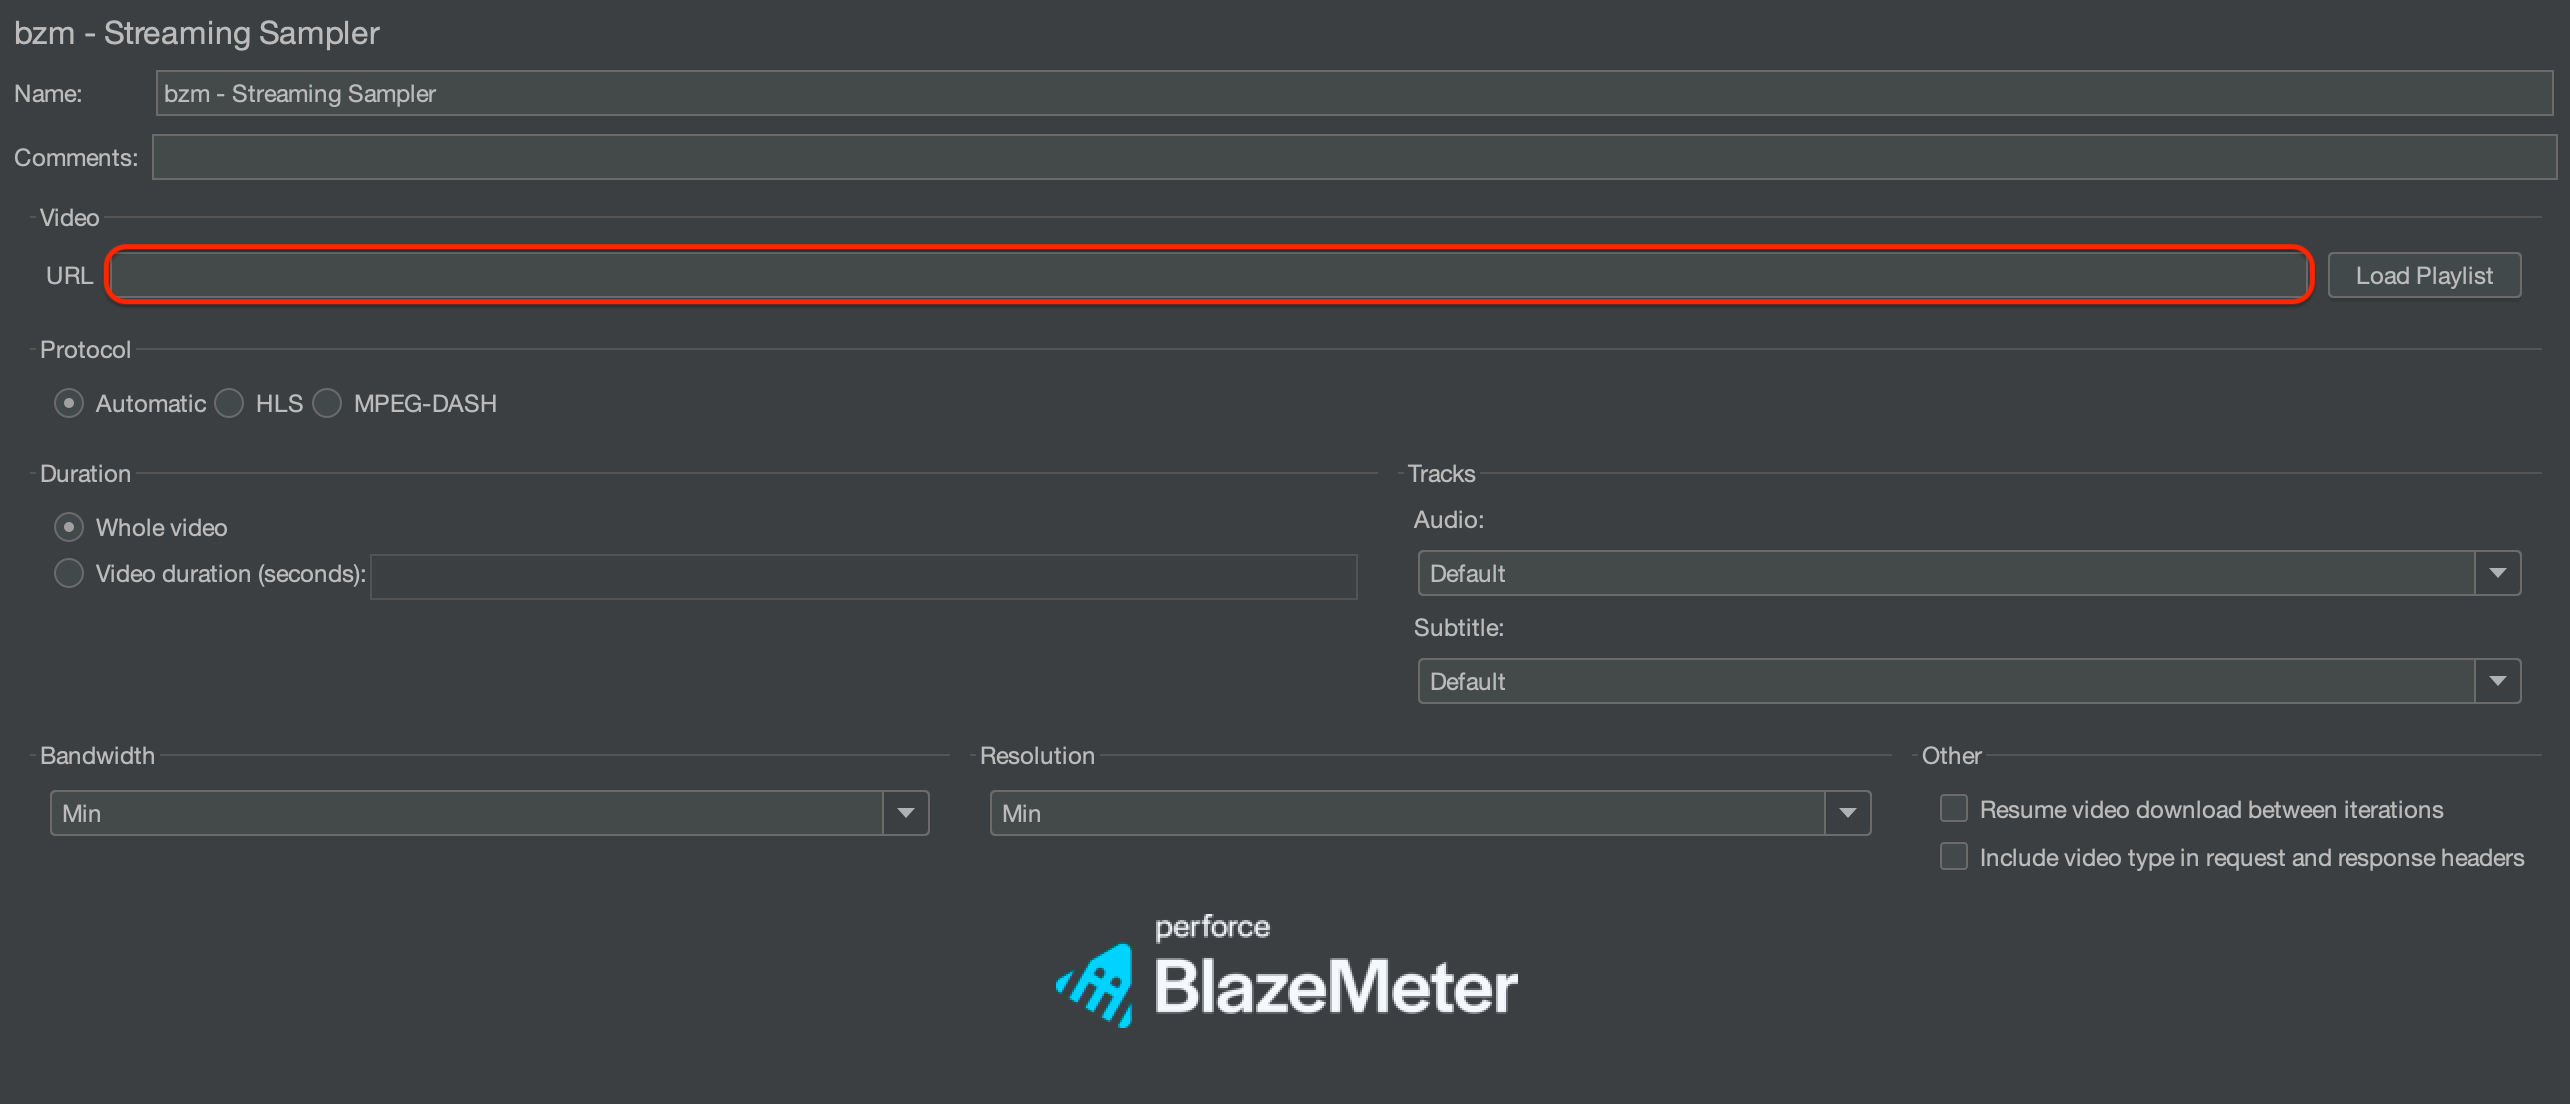 bzm - Streaming Sampler
Name: bzm - Streaming Sampler
Comments:
Video
URL Load Playlist
Protocol
Automatic HLS MPEG-DASH
Duration
Whole video
Video duration (seconds):
Tracks
Audio:
Default
Subtitle:
Default
Bandwidth
Min
Resolution
Min
Other
Resume video download between iterations
Include video type in request and response headers
perforce
BlazeMeter